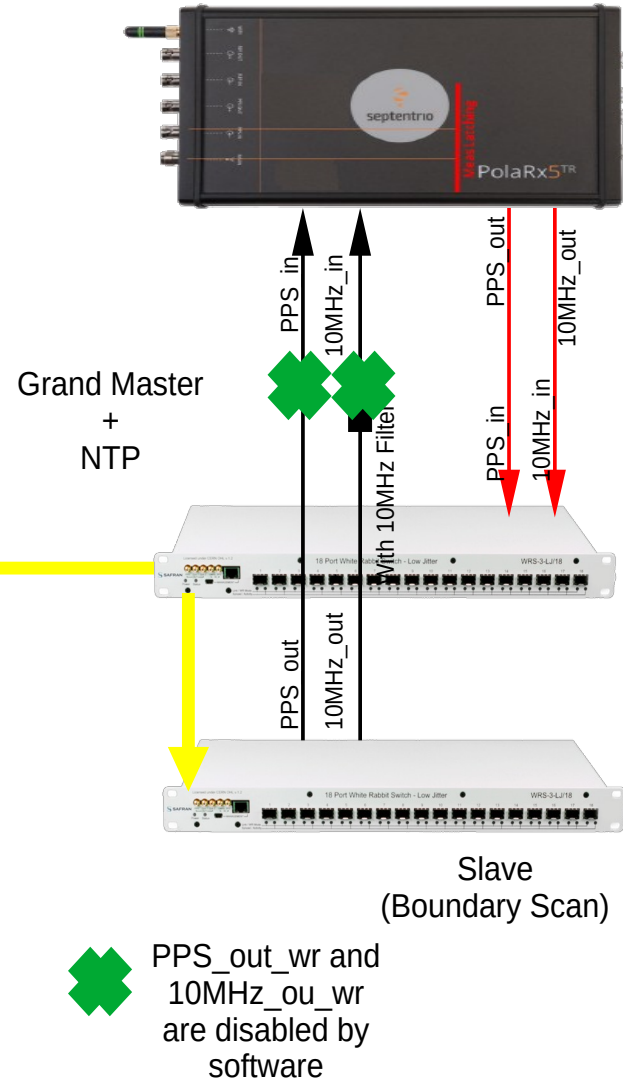 septentrio
Meas Latching
PolaRx5TR
PPS_in
10MHz_in
PPS_out
10MHz_out
Grand Master
+
NTP
With 10MHz Filter
PPS_in
10MHz_in
SAFRAN
18 Port White Rabbit Switch - Low Jitter
WRS-3-LJ/18
PPS_out
10MHz_out
SAFRAN
18 Port White Rabbit Switch - Low Jitter
WRS-3-LJ/18
Slave
(Boundary Scan)
PPS_out_wr and
10MHz_ou_wr
are disabled by
software